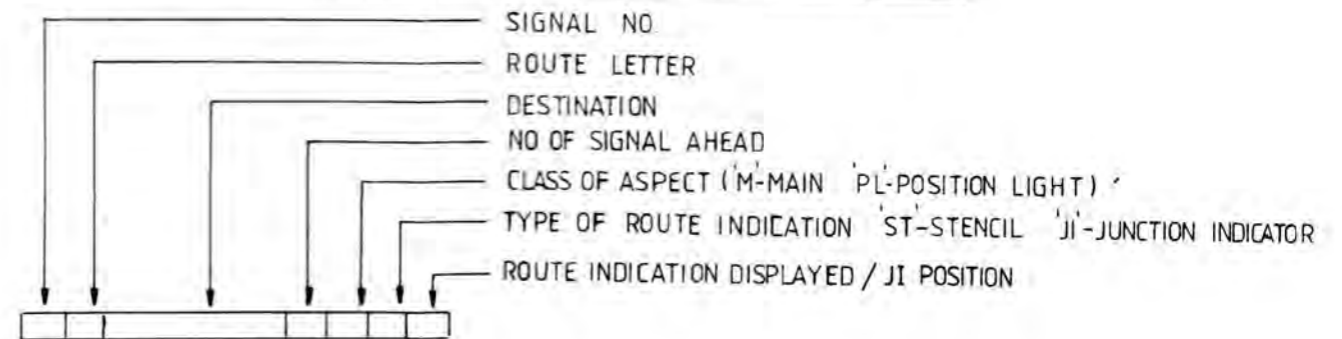 SIGNAL NO
ROUTE LETTER
DESTINATION
NO OF SIGNAL AHEAD
CLASS OF ASPECT ('M'-MAIN 'PL'-POSITION LIGHT)
TYPE OF ROUTE INDICATION 'ST'-STENCIL 'JI'-JUNCTION INDICATOR
ROUTE INDICATION DISPLAYED / JI POSITION